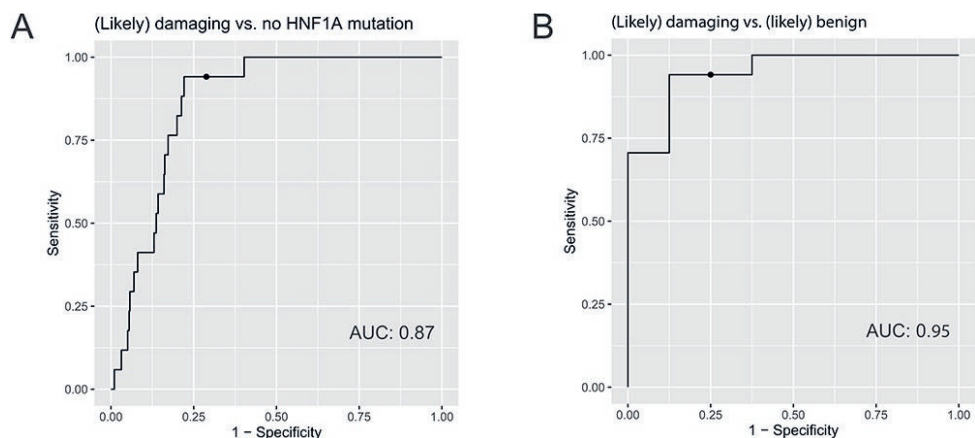 A
(Likely) damaging vs. no HNF1A mutation
1.00
0.75
0.50
0.25
0.00
Sensitivity
AUC: 0.87
0.00 0.25 0.50 0.75 1.00
1 − Specificity
B
(Likely) damaging vs. (likely) benign
1.00
0.75
0.50
0.25
0.00
Sensitivity
AUC: 0.95
0.00 0.25 0.50 0.75 1.00
1 − Specificity